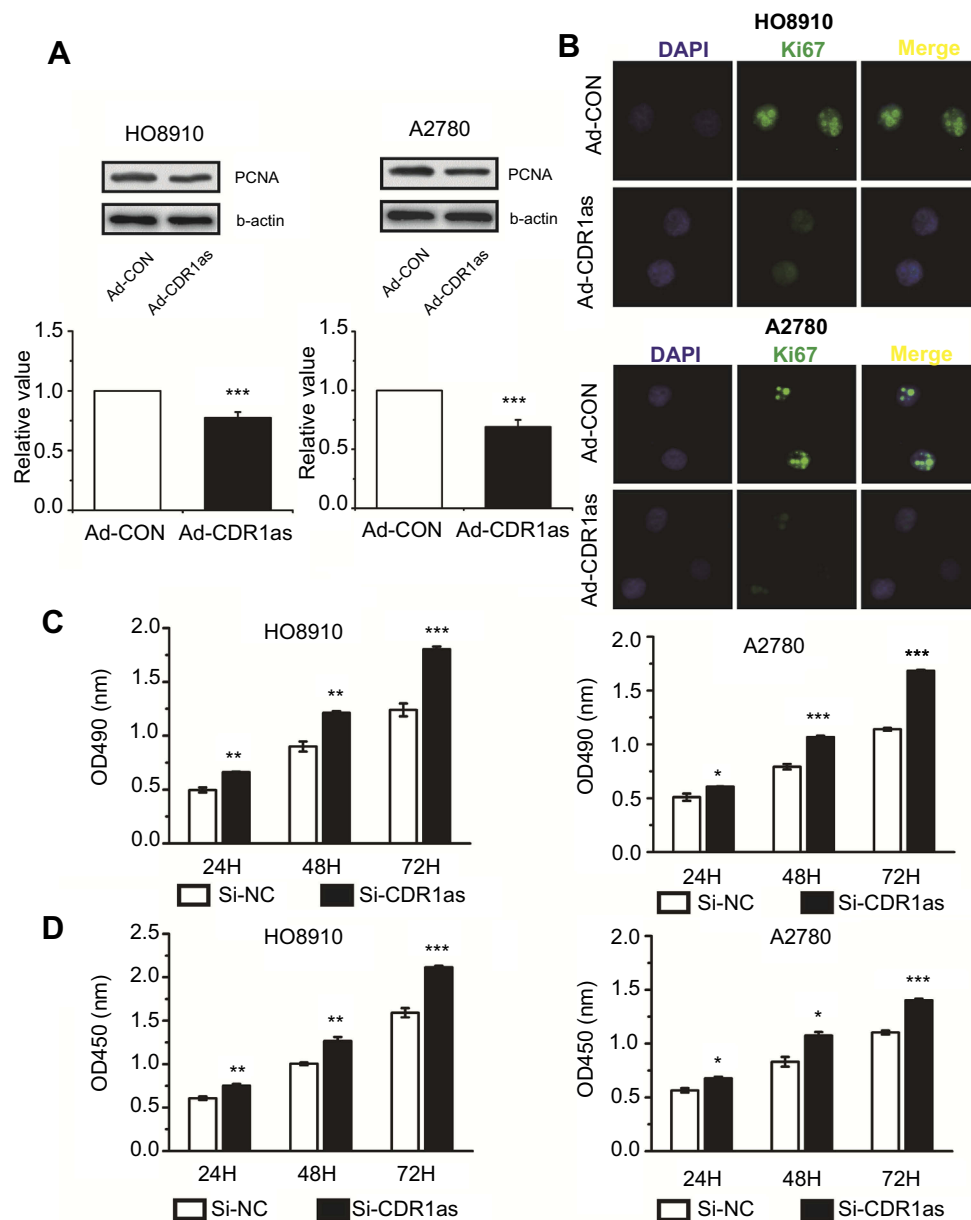 A
HO8910
PCNA
b-actin
Ad-CON
Ad-CDR1as
A2780
PCNA
b-actin
Ad-CON
Ad-CDR1as
Relative value
1.5
1.0
0.5
0.0
***
Ad-CON Ad-CDR1as
Relative value
1.5
1.0
0.5
0.0
***
Ad-CON Ad-CDR1as
B
HO8910
DAPI Ki67 Merge
Ad-CON
Ad-CDR1as
A2780
DAPI Ki67 Merge
Ad-CON
Ad-CDR1as
C
HO8910
OD490 (nm)
2.0
1.5
1.0
0.5
0.0
** ** ***
24H 48H 72H
Si-NC Si-CDR1as
A2780
OD490 (nm)
2.0
1.5
1.0
0.5
0.0
* *** ***
24H 48H 72H
Si-NC Si-CDR1as
D
HO8910
OD450 (nm)
2.5
2.0
1.5
1.0
0.5
0.0
** ** ***
24H 48H 72H
Si-NC Si-CDR1as
A2780
OD450 (nm)
2.0
1.5
1.0
0.5
0.0
* * ***
24H 48H 72H
Si-NC Si-CDR1as